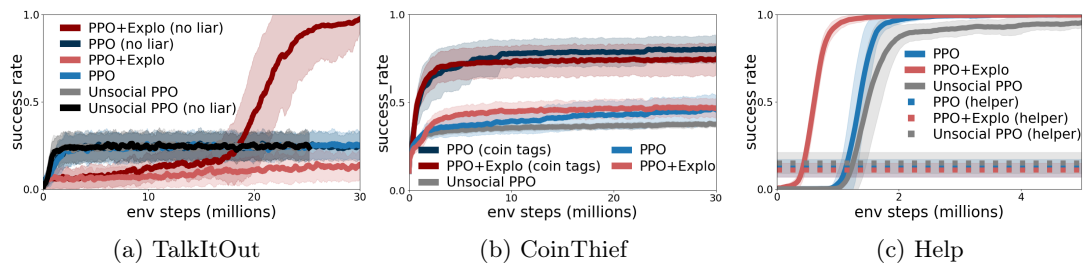 1.0
0.5
0.0
success rate
PPO+Explo (no liar)
PPO (no liar)
PPO+Explo
PPO
Unsocial PPO
Unsocial PPO (no liar)
0 10 20 30
env steps (millions)
(a) TalkItOut
1.0
0.5
0.0
success_rate
PPO (coin tags)
PPO+Explo (coin tags)
Unsocial PPO
PPO
PPO+Explo
0 10 20 30
env steps (millions)
(b) CoinThief
1.0
0.5
0.0
success rate
PPO
PPO+Explo
Unsocial PPO
PPO (helper)
PPO+Explo (helper)
Unsocial PPO (helper)
0 2 4
env steps (millions)
(c) Help